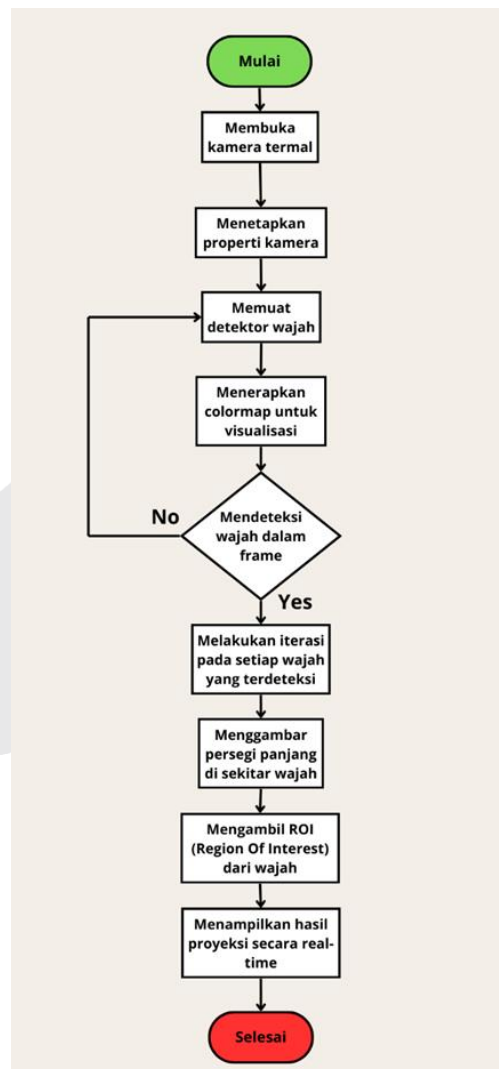 Mulai
Membuka
kamera termal
Menetapkan
properti kamera
Memuat
detektor wajah
Menerapkan
colormap untuk
visualisasi
No
Mendeteksi
wajah dalam
frame
Yes
Melakukan iterasi
pada setiap wajah
yang terdeteksi
Menggambar
persegi panjang
di sekitar wajah
Mengambil ROI
(Region Of Interest)
dari wajah
Menampilkan hasil
proyeksi secara real-
time
Selesai